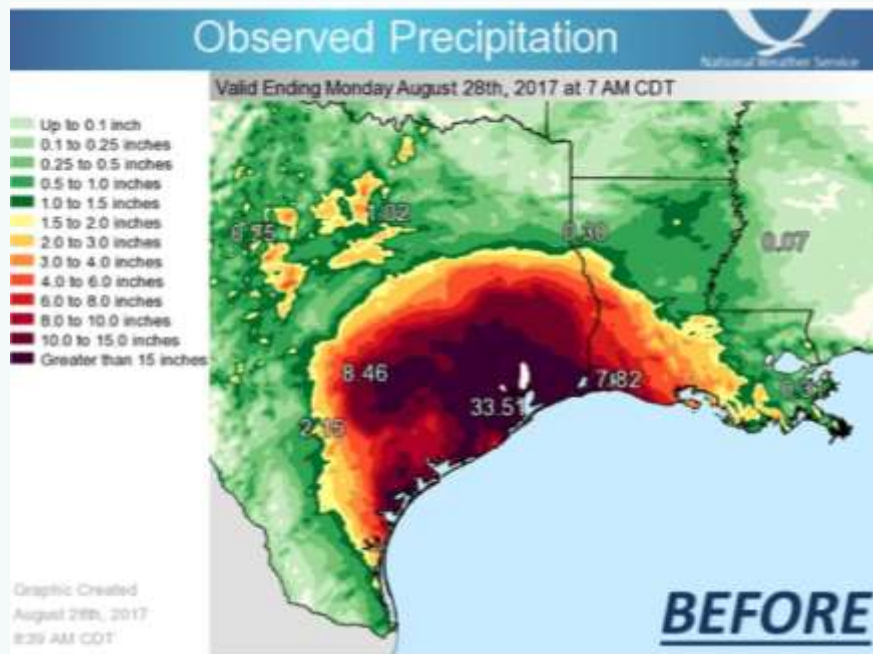 Observed Precipitation
National Weather Service
Valid Ending Monday August 28th, 2017 at 7 AM CDT
Up to 0.1 inch
0.1 to 0.25 inches
0.25 to 0.5 inches
0.5 to 1.0 inches
1.0 to 1.5 inches
1.5 to 2.0 inches
2.0 to 3.0 inches
3.0 to 4.0 inches
4.0 to 6.0 inches
6.0 to 8.0 inches
8.0 to 10.0 inches
10.0 to 15.0 inches
Greater than 15 inches
1.02
0.30
0.07
8.46
7.82
33.51
2.15
Graphic Created
August 28th, 2017
8:39 AM CDT
BEFORE